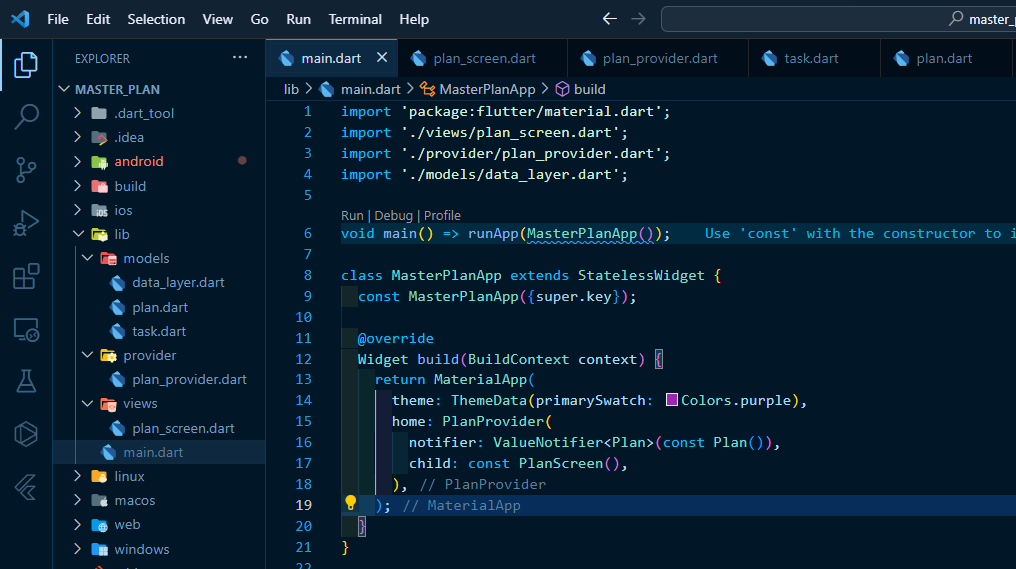 File Edit Selection View Go Run Terminal Help
master_
EXPLORER
main.dart plan_screen.dart plan_provider.dart task.dart plan.dart
lib > main.dart > MasterPlanApp > build
MASTER_PLAN
.dart_tool
.idea
android
build
ios
lib
models
data_layer.dart
plan.dart
task.dart
provider
plan_provider.dart
views
plan_screen.dart
main.dart
linux
macos
web
windows
1 import 'package:flutter/material.dart';
2 import './views/plan_screen.dart';
3 import './provider/plan_provider.dart';
4 import './models/data_layer.dart';
5
Run | Debug | Profile
6 void main() => runApp(MasterPlanApp()); Use 'const' with the constructor to i
7
8 class MasterPlanApp extends StatelessWidget {
9 const MasterPlanApp({super.key});
10
11 @override
12 Widget build(BuildContext context) {
13 return MaterialApp(
14 theme: ThemeData(primarySwatch: Colors.purple),
15 home: PlanProvider(
16 notifier: ValueNotifier<Plan>(const Plan()),
17 child: const PlanScreen(),
18 ), // PlanProvider
19 ); // MaterialApp
20 }
21 }
22